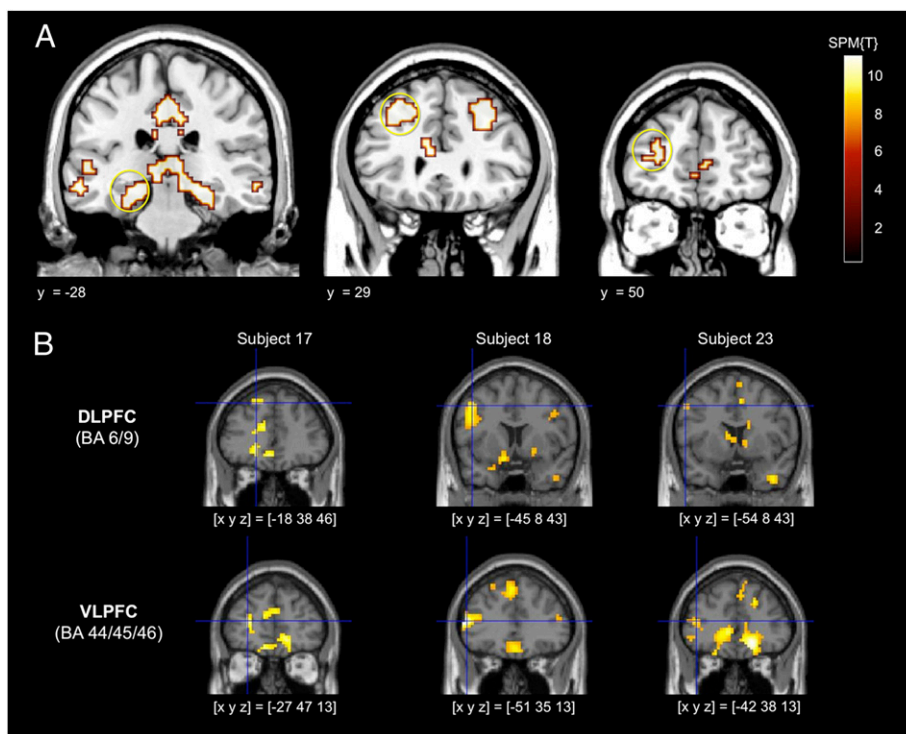 A
SPM{T}
10
8
6
4
2
y = -28
y = 29
y = 50
B
Subject 17
Subject 18
Subject 23
DLPFC
(BA 6/9)
[x y z] = [-18 38 46]
[x y z] = [-45 8 43]
[x y z] = [-54 8 43]
VLPFC
(BA 44/45/46)
[x y z] = [-27 47 13]
[x y z] = [-51 35 13]
[x y z] = [-42 38 13]